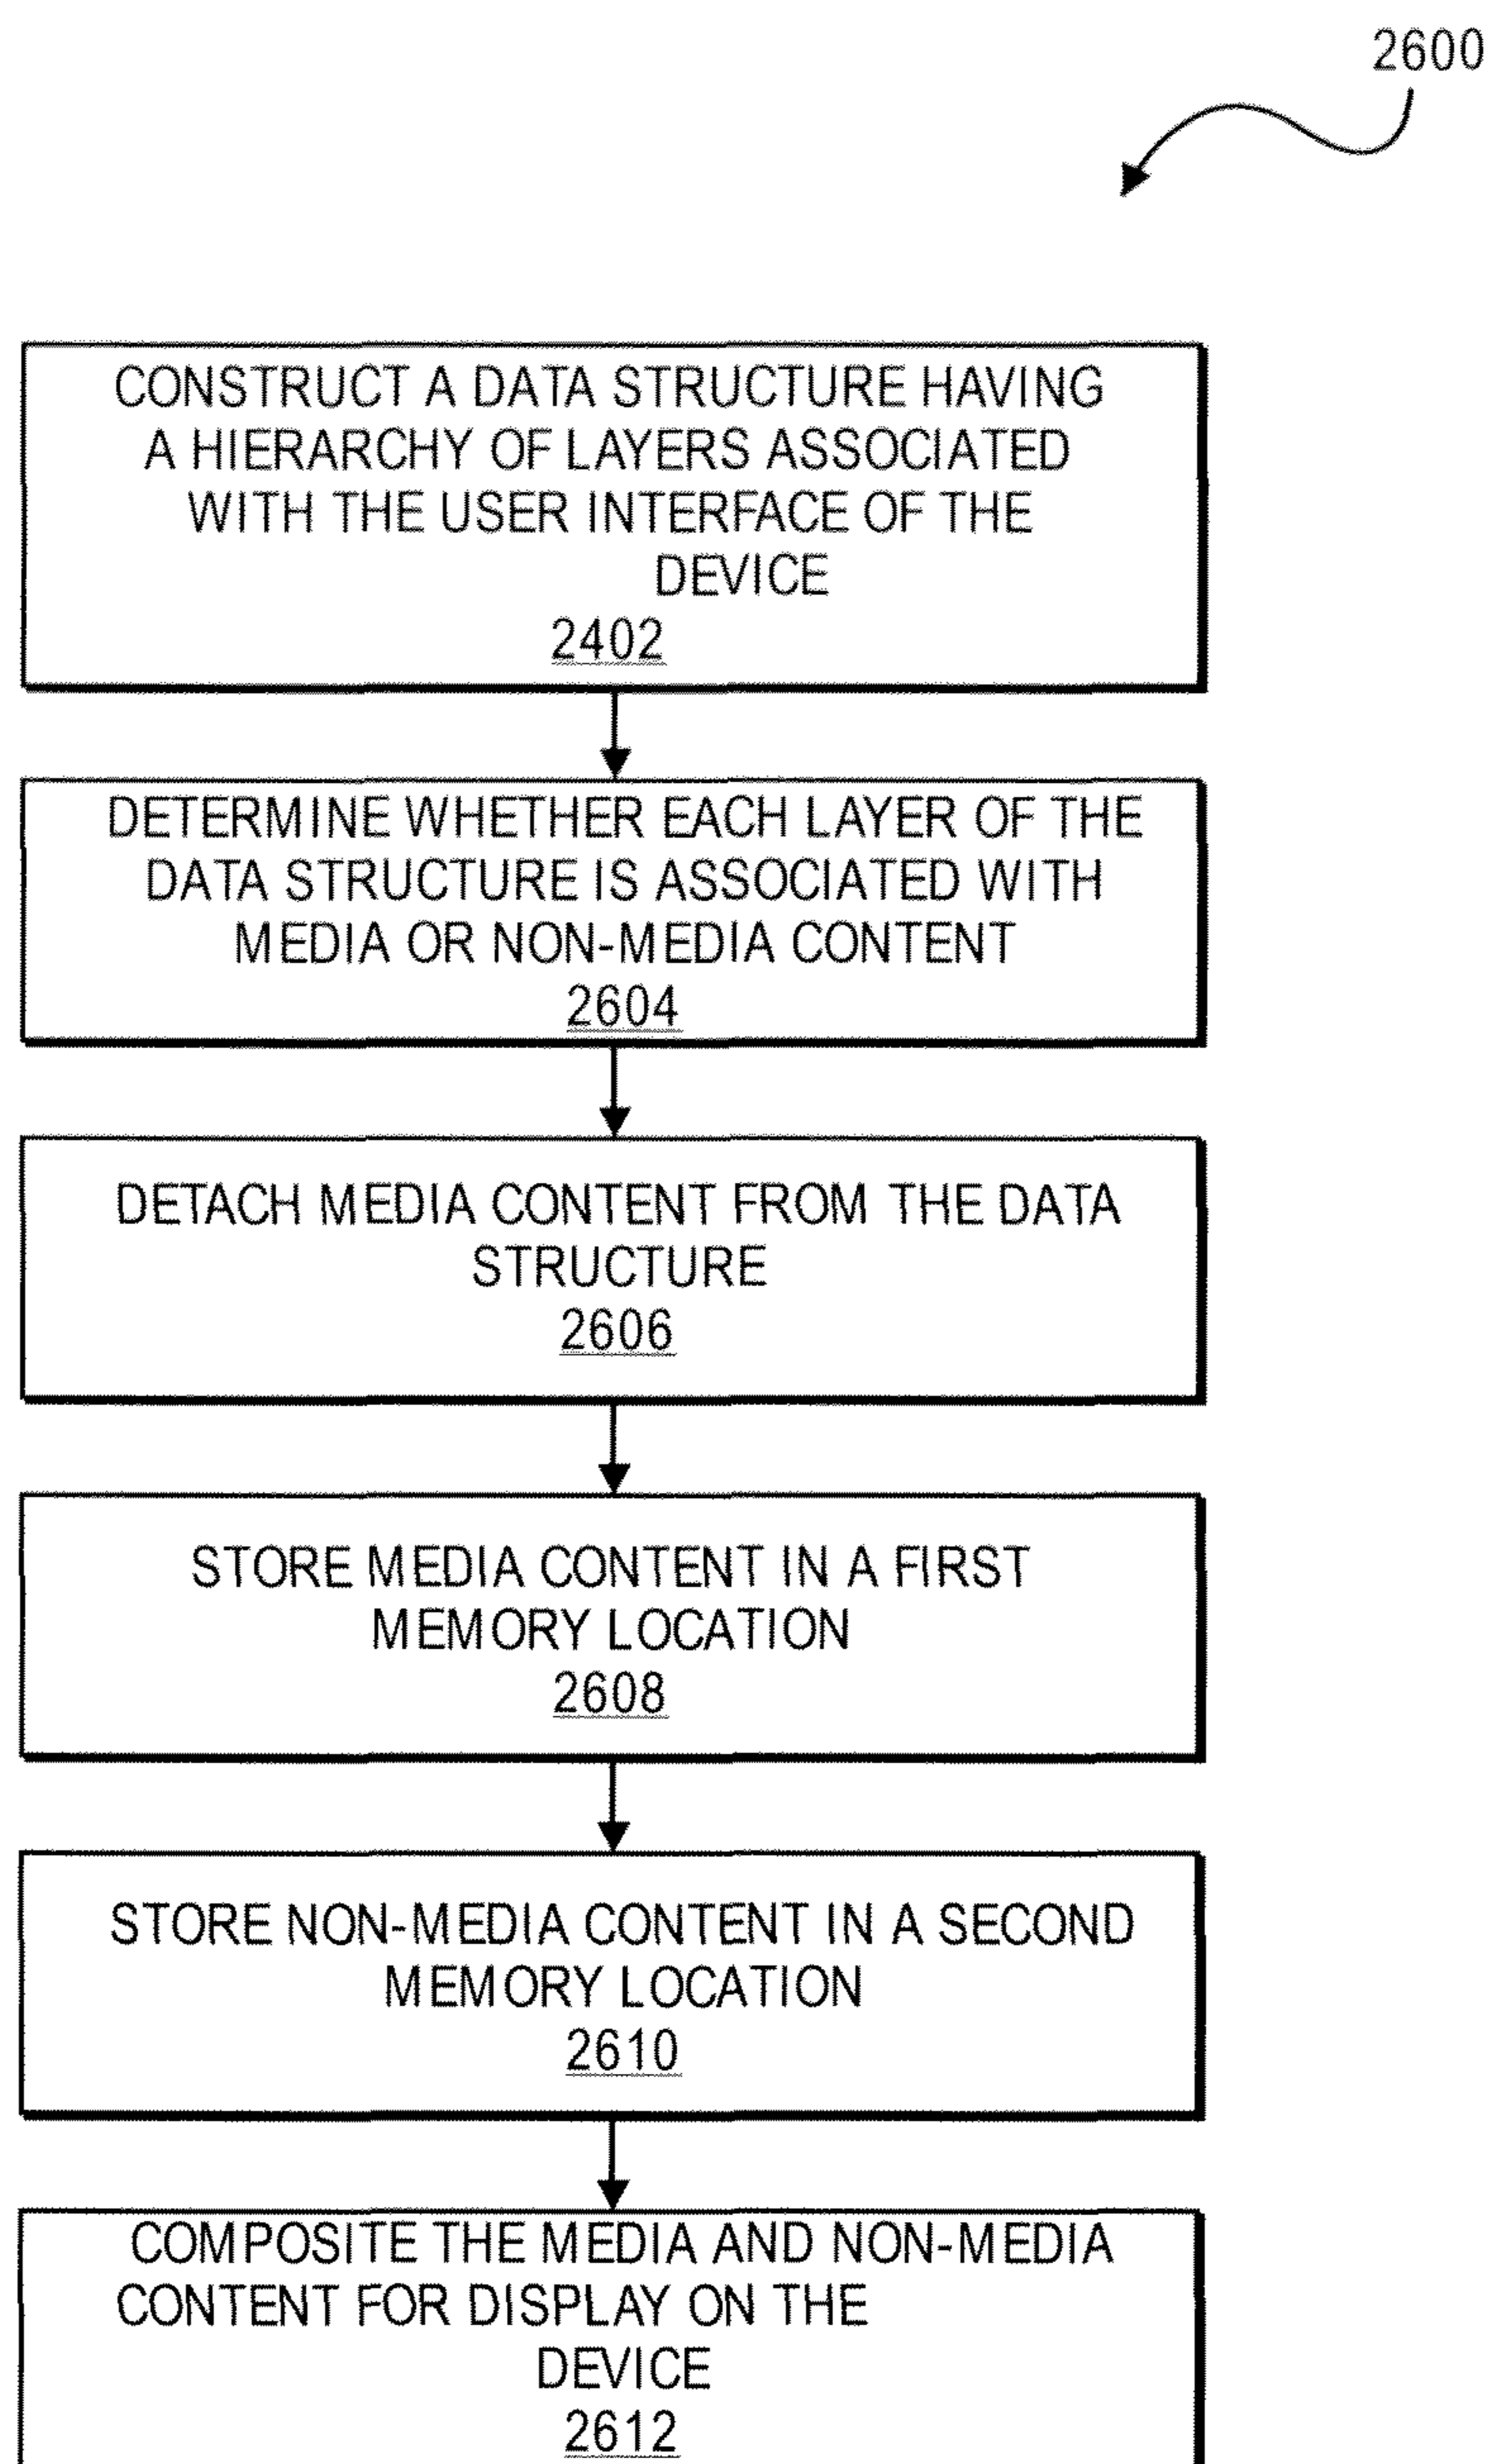 2600
CONSTRUCT A DATA STRUCTURE HAVING
A HIERARCHY OF LAYERS ASSOCIATED
WITH THE USER INTERFACE OF THE
DEVICE
2402
DETERMINE WHETHER EACH LAYER OF THE
DATA STRUCTURE IS ASSOCIATED WITH
MEDIA OR NON-MEDIA CONTENT
2604
DETACH MEDIA CONTENT FROM THE DATA
STRUCTURE
2606
STORE MEDIA CONTENT IN A FIRST
MEMORY LOCATION
2608
STORE NON-MEDIA CONTENT IN A SECOND
MEMORY LOCATION
2610
COMPOSITE THE MEDIA AND NON-MEDIA
CONTENT FOR DISPLAY ON THE
DEVICE
2612